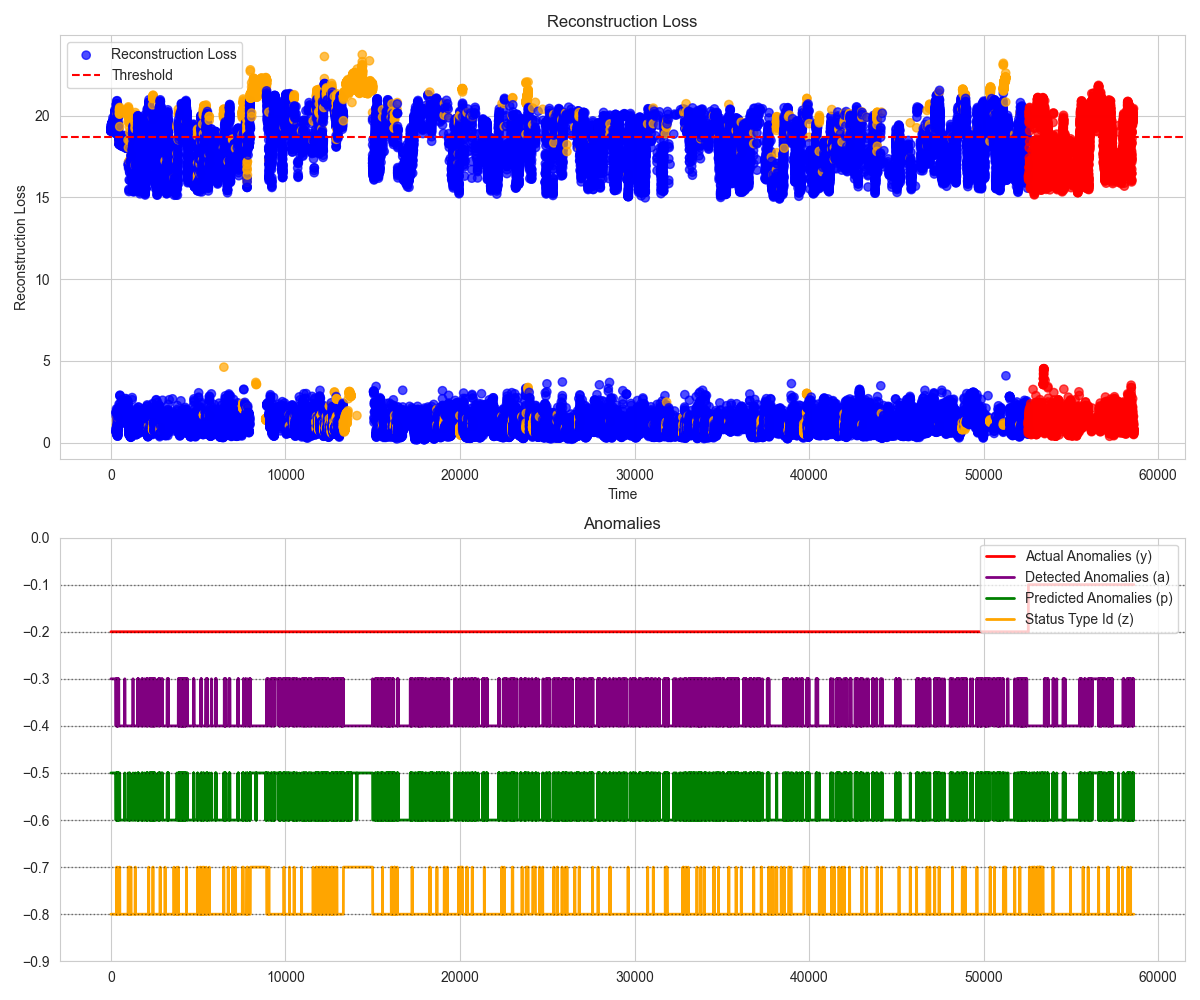 Reconstruction Loss
Reconstruction Loss
Threshold
Reconstruction Loss
20
15
10
5
0
0 10000 20000 30000 40000 50000 60000
Time
Anomalies
Actual Anomalies (y)
Detected Anomalies (a)
Predicted Anomalies (p)
Status Type Id (z)
0.0
−0.1
−0.2
−0.3
−0.4
−0.5
−0.6
−0.7
−0.8
−0.9
0 10000 20000 30000 40000 50000 60000